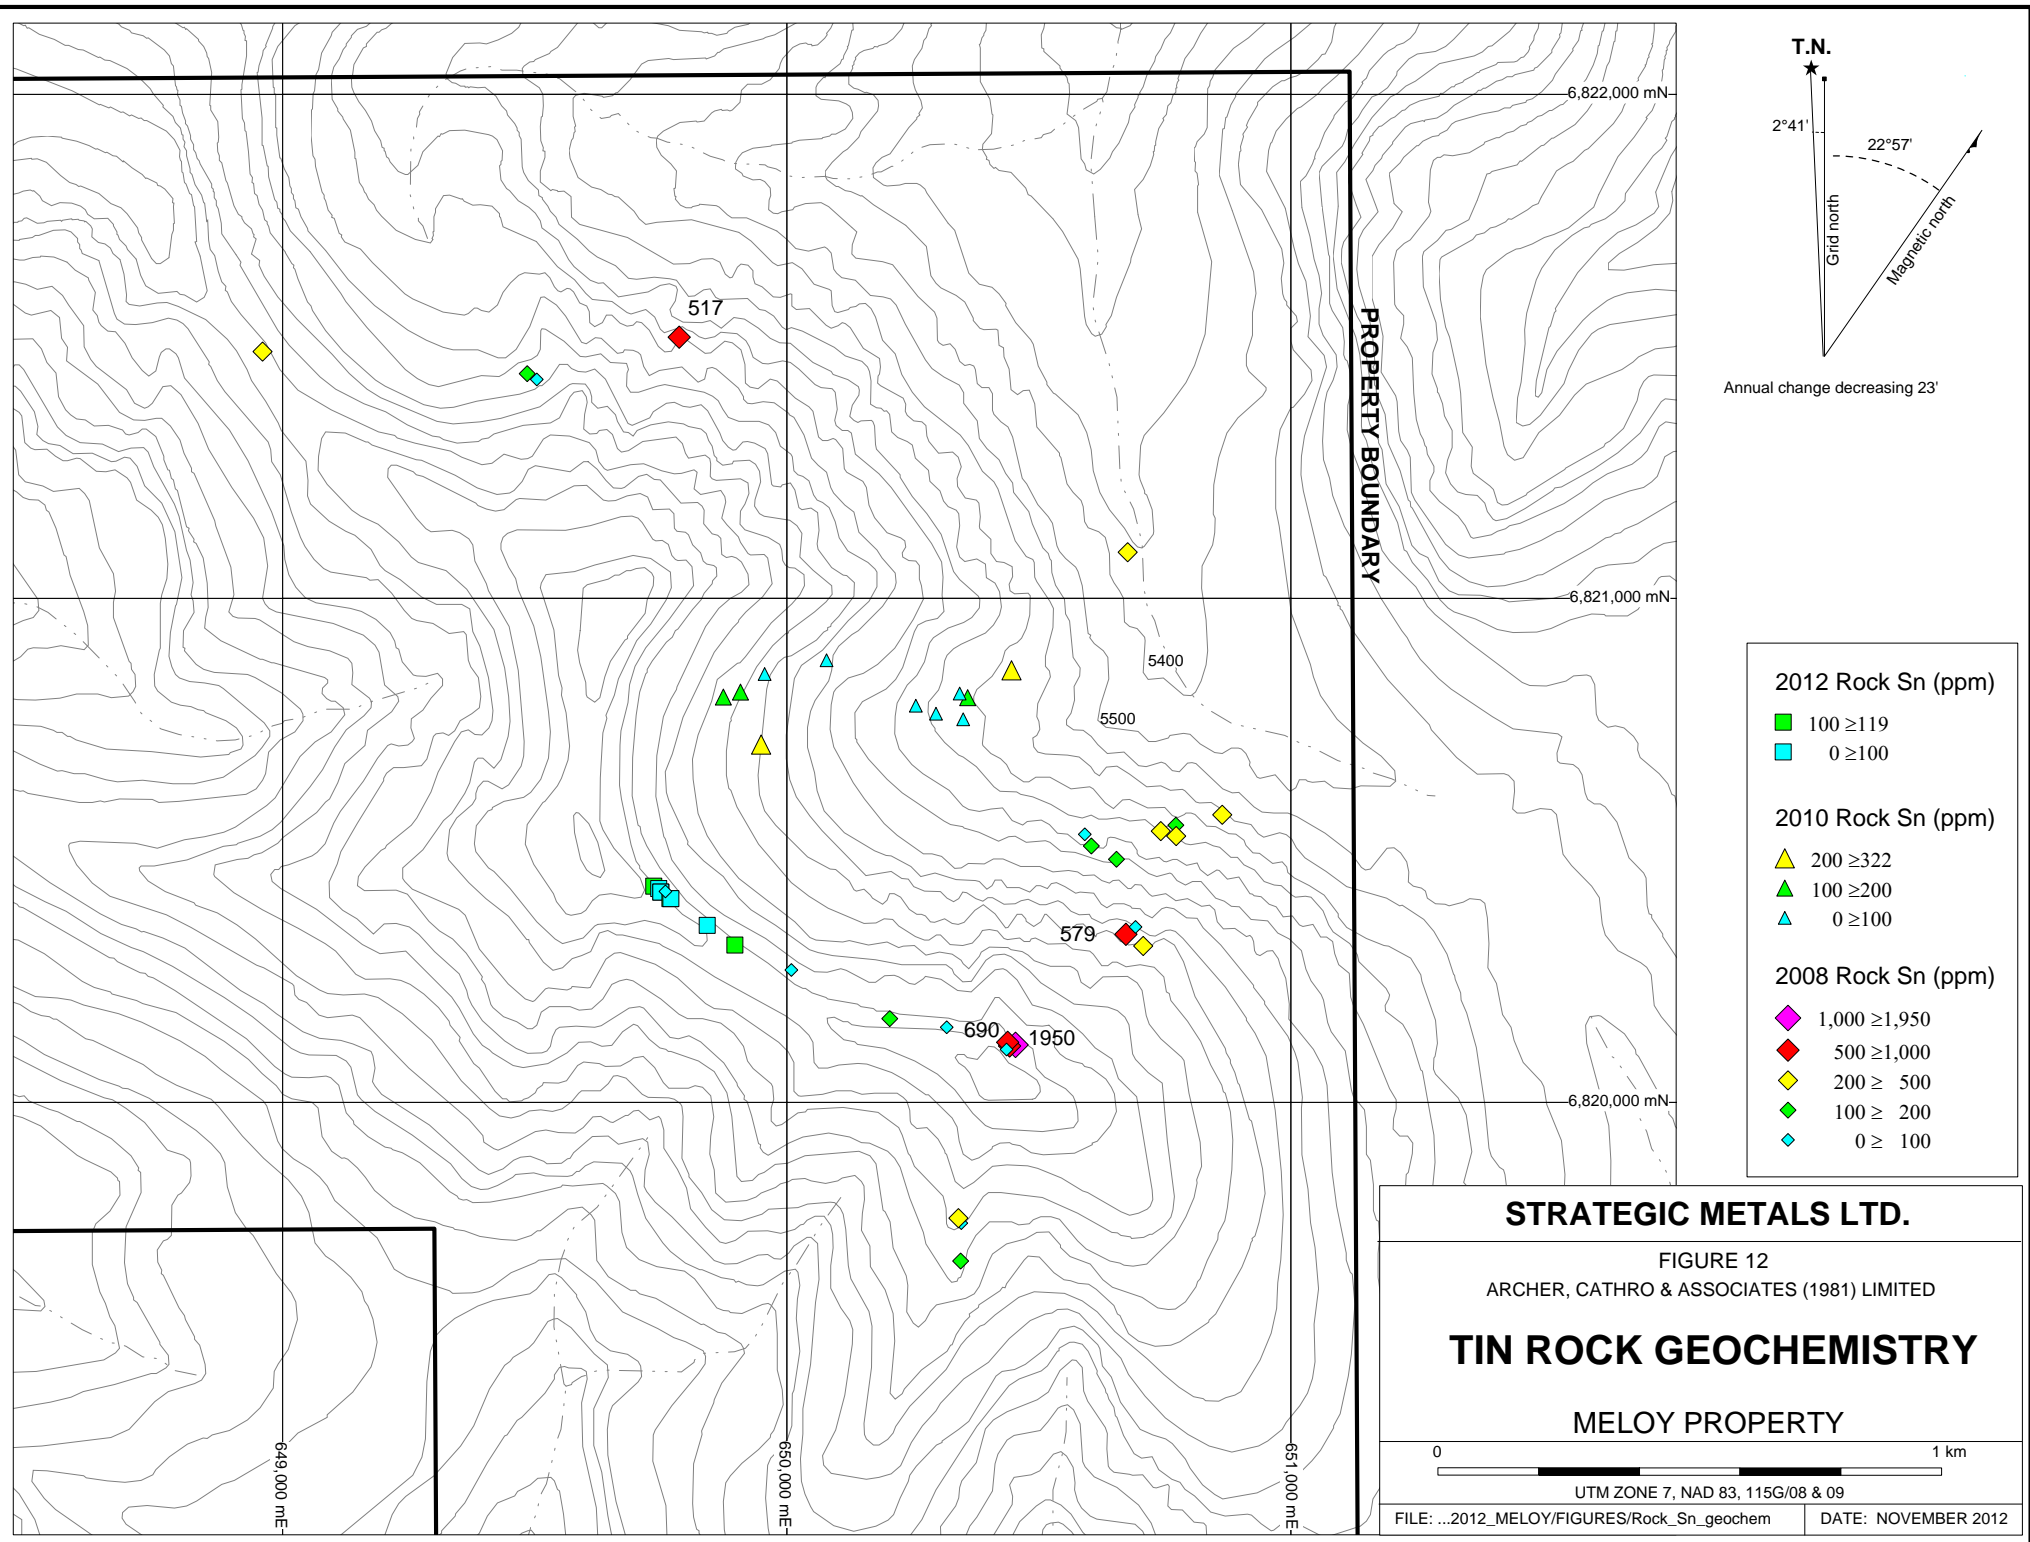 T.N.
6,822,000 mN
2°41'
22°57'
Grid north
Magnetic north
517
PROPERTY BOUNDARY
Annual change decreasing 23'
6,821,000 mN
5400
5500
2012 Rock Sn (ppm)
100 ≥119
0 ≥100
2010 Rock Sn (ppm)
200 ≥322
100 ≥200
0 ≥100
2008 Rock Sn (ppm)
1,000 ≥1,950
500 ≥1,000
200 ≥ 500
100 ≥ 200
0 ≥ 100
579
690
1950
6,820,000 mN
649,000 mE
650,000 mE
651,000 mE
STRATEGIC METALS LTD.
FIGURE 12
ARCHER, CATHRO & ASSOCIATES (1981) LIMITED
TIN ROCK GEOCHEMISTRY
MELOY PROPERTY
0 1 km
UTM ZONE 7, NAD 83, 115G/08 & 09
FILE: ...2012_MELOY/FIGURES/Rock_Sn_geochem
DATE: NOVEMBER 2012